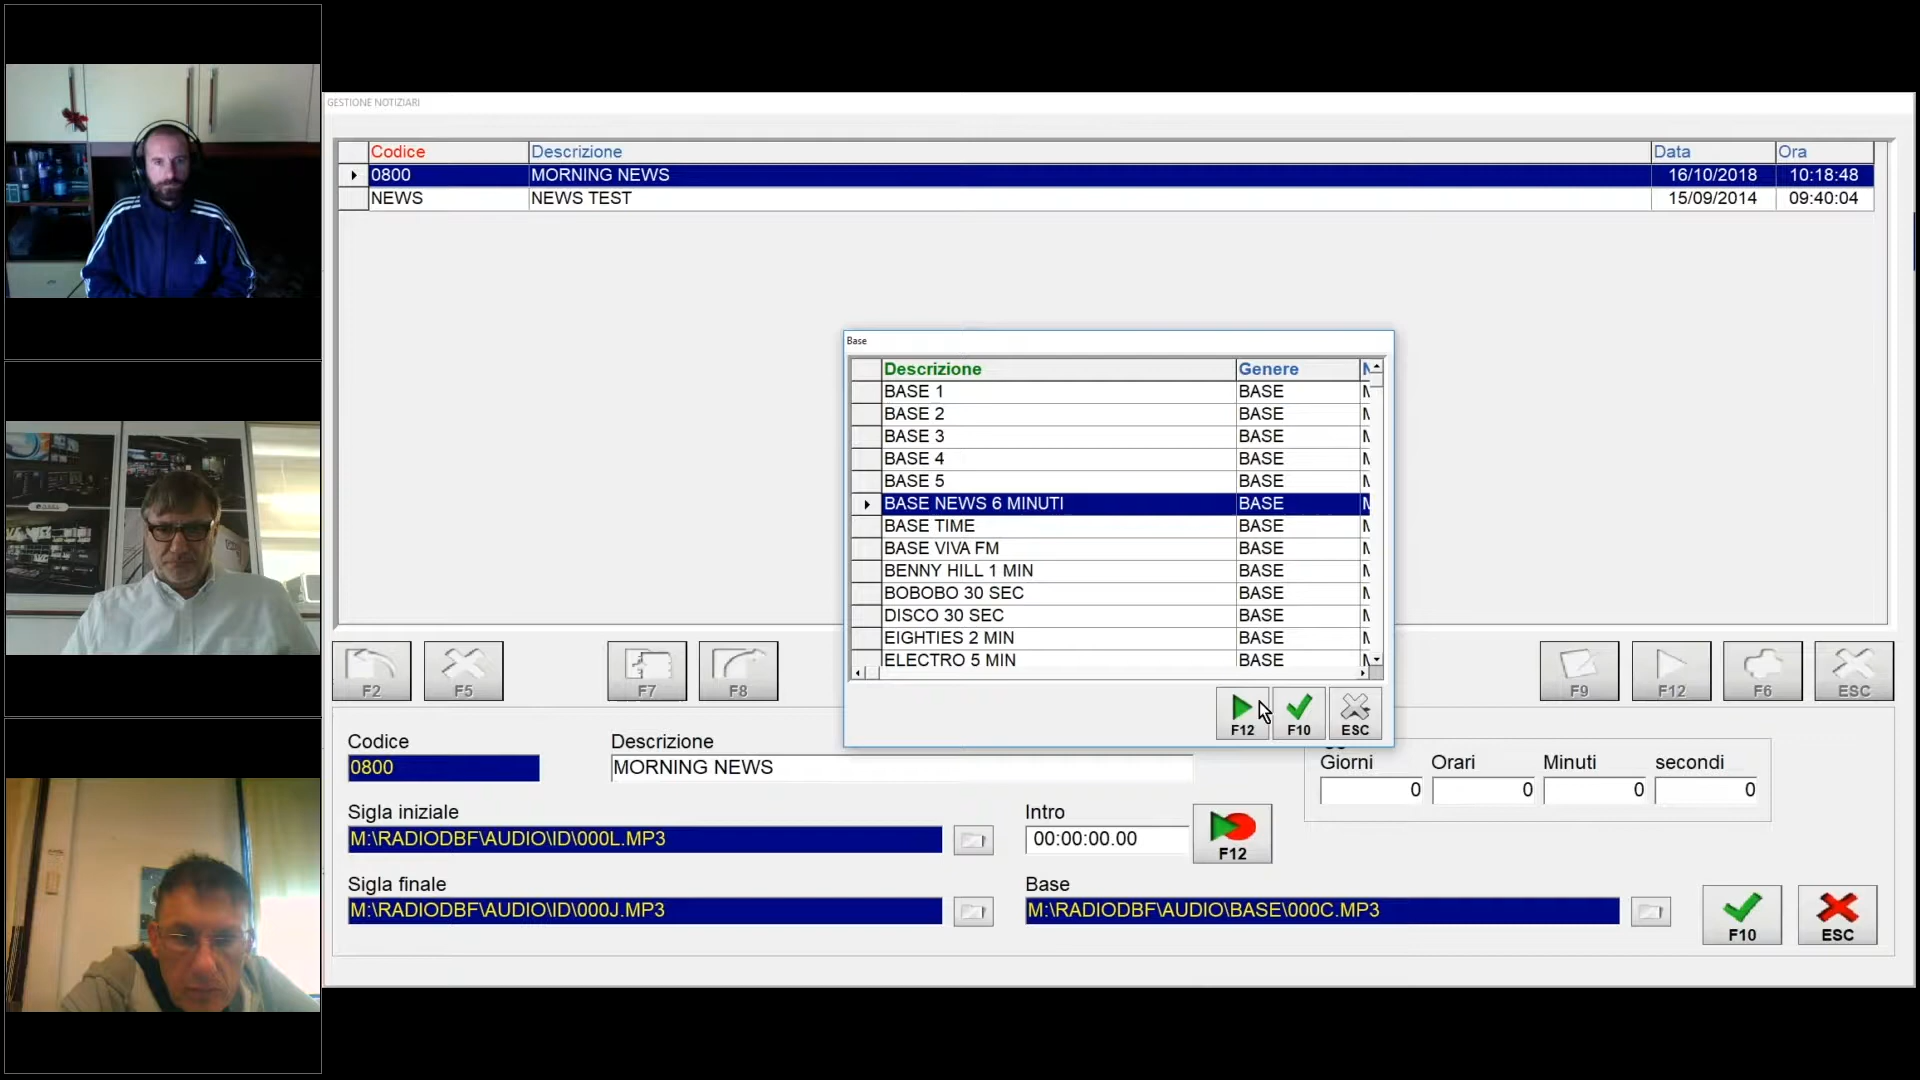 GESTIONE NOTIZIARI
Codice Descrizione Data Ora
0800 MORNING NEWS 16/10/2018 10:18:48
NEWS NEWS TEST 15/09/2014 09:40:04
Base
Descrizione Genere
BASE 1 BASE
BASE 2 BASE
BASE 3 BASE
BASE 4 BASE
BASE 5 BASE
BASE NEWS 6 MINUTI BASE
BASE TIME BASE
BASE VIVA FM BASE
BENNY HILL 1 MIN BASE
BOBOBO 30 SEC BASE
DISCO 30 SEC BASE
EIGHTIES 2 MIN BASE
ELECTRO 5 MIN BASE
F12 F10 ESC
F2 F5 F7 F8 F9 F12 F6 ESC
Codice Descrizione
0800 MORNING NEWS
Giorni Orari Minuti secondi
0 0 0 0
Sigla iniziale Intro
M:\RADIODBF\AUDIO\ID\000L.MP3 00:00:00.00 F12
Sigla finale Base
M:\RADIODBF\AUDIO\ID\000J.MP3 M:\RADIODBF\AUDIO\BASE\000C.MP3
F10 ESC